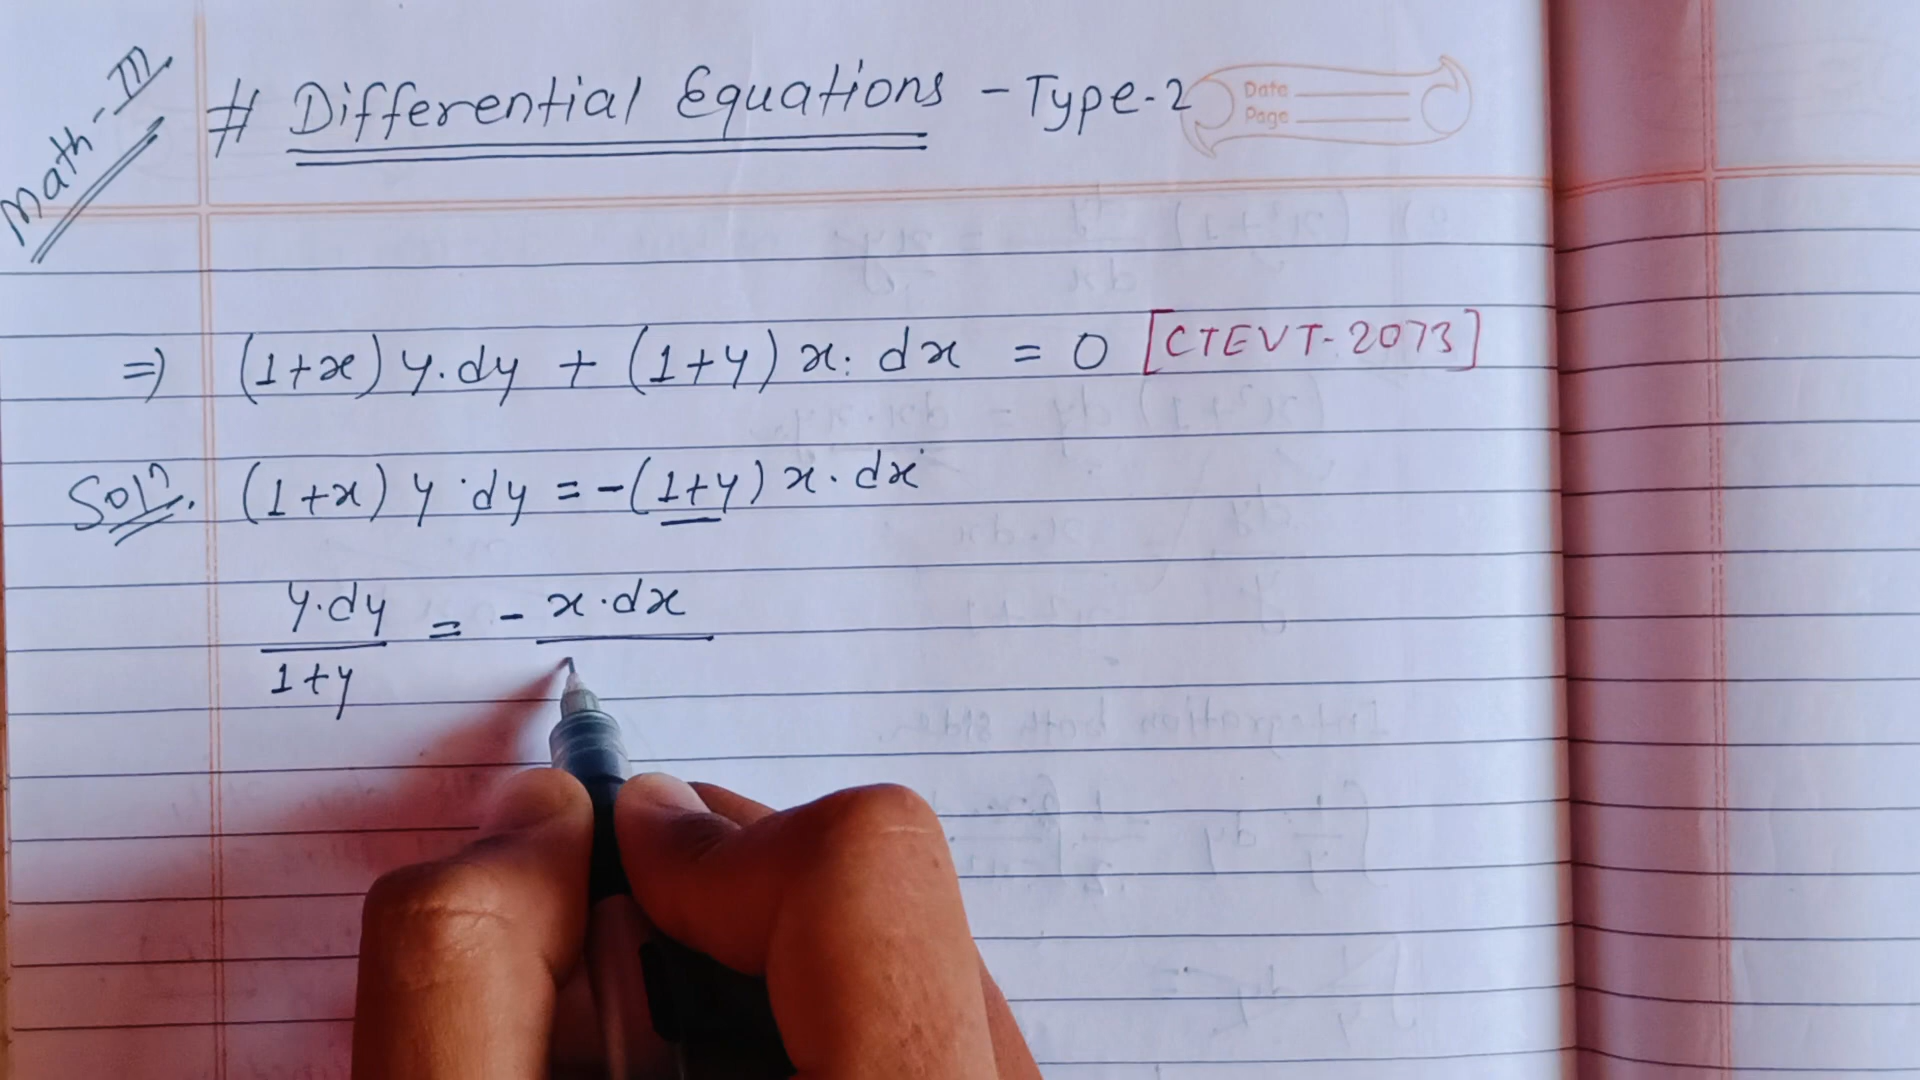 Math-III
# Differential Equations - Type-2
Date
Page
=) (1+x) y.dy + (1+y) x. dx = 0 [CTEVT-2073]
Solⁿ. (1+x) y.dy = -(1+y) x.dx
y.dy/1+y = - x.dx/